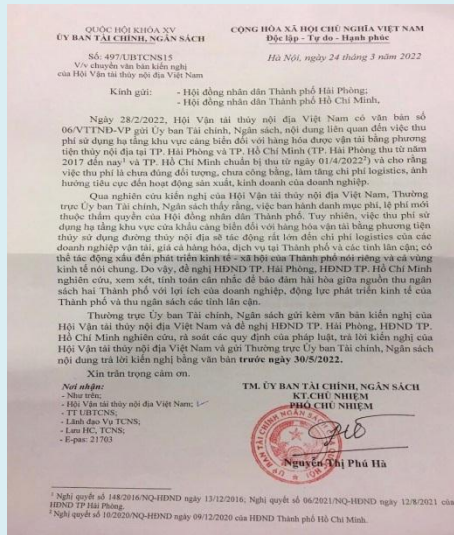 QUỐC HỘI KHÓA XV
ỦY BAN TÀI CHÍNH, NGÂN SÁCH
CỘNG HÒA XÃ HỘI CHỦ NGHĨA VIỆT NAM
Độc lập - Tự do - Hạnh phúc
Số: 497/UBTCNS15
V/v chuyển văn bản kiến nghị
của Hội Vận tải thủy nội địa Việt Nam
Hà Nội, ngày 24 tháng 3 năm 2022
Kính gửi: - Hội đồng nhân dân Thành phố Hải Phòng;
- Hội đồng nhân dân Thành phố Hồ Chí Minh,
Ngày 28/2/2022, Hội Vận tải thủy nội địa Việt Nam có văn bản số
06/VTTNĐ-VP gửi Ủy ban Tài chính, Ngân sách, nội dung liên quan đến việc thu
phí sử dụng hạ tầng khu vực cảng biển đối với hàng hóa được vận tải bằng phương
tiện thủy nội địa tại TP. Hải Phòng và TP. Hồ Chí Minh (TP. Hải Phòng thu từ năm
2017 đến nay¹ và TP. Hồ Chí Minh chuẩn bị thu từ ngày 01/4/2022²) và cho rằng
việc thu phí là chưa đúng đối tượng, chưa công bằng, làm tăng chi phí logistics, ảnh
hưởng tiêu cực đến hoạt động sản xuất, kinh doanh của doanh nghiệp.
Qua nghiên cứu kiến nghị của Hội Vận tải thủy nội địa Việt Nam, Thường
trực Ủy ban Tài chính, Ngân sách thấy rằng, việc ban hành danh mục phí, lệ phí mới
thuộc thẩm quyền của Hội đồng nhân dân Thành phố. Tuy nhiên, việc thu phí sử
dụng hạ tầng khu vực cửa khẩu cảng biển đối với hàng hóa vận tải bằng phương tiện
thủy sử dụng đường thủy nội địa sẽ tác động rất lớn đến chi phí logistics của các
doanh nghiệp vận tải, giá cả hàng hóa, dịch vụ tại Thành phố và các tỉnh lân cận; có
thể tác động xấu đến phát triển kinh tế - xã hội của Thành phố nói riêng và cả vùng
kinh tế nói chung. Do vậy, đề nghị HĐND TP. Hải Phòng, HĐND TP. Hồ Chí Minh
nghiên cứu, xem xét, tính toán cân nhắc để bảo đảm hài hòa giữa nguồn thu ngân
sách hai Thành phố với lợi ích của doanh nghiệp, động lực phát triển kinh tế của
Thành phố và thu ngân sách các tỉnh lân cận.
Thường trực Ủy ban Tài chính, Ngân sách gửi kèm văn bản kiến nghị của
Hội Vận tải thủy nội địa Việt Nam và đề nghị HĐND TP. Hải Phòng, HĐND TP.
Hồ Chí Minh nghiên cứu, rà soát các quy định của pháp luật, trả lời kiến nghị của
Hội Vận tải thủy nội địa Việt Nam và gửi Thường trực Ủy ban Tài chính, Ngân sách
nội dung trả lời kiến nghị bằng văn bản trước ngày 30/5/2022.
Xin trân trọng cảm ơn.
Nơi nhận:
- Như trên;
- Hội Vận tải thủy nội địa Việt Nam;
- TT UBTCNS;
- Lãnh đạo Vụ TCNS;
- Lưu HC, TCNS;
- E-pas: 21703
TM. ỦY BAN TÀI CHÍNH, NGÂN SÁCH
KT.CHỦ NHIỆM
PHÓ CHỦ NHIỆM
Nguyễn Thị Phú Hà
¹ Nghị quyết số 148/2016/NQ-HĐND ngày 13/12/2016; Nghị quyết số 06/2021/NQ-HĐND ngày 12/8/2021 của
HĐND TP Hải Phòng.
² Nghị quyết số 10/2020/NQ-HĐND ngày 09/12/2020 của HĐND Thành phố Hồ Chí Minh.